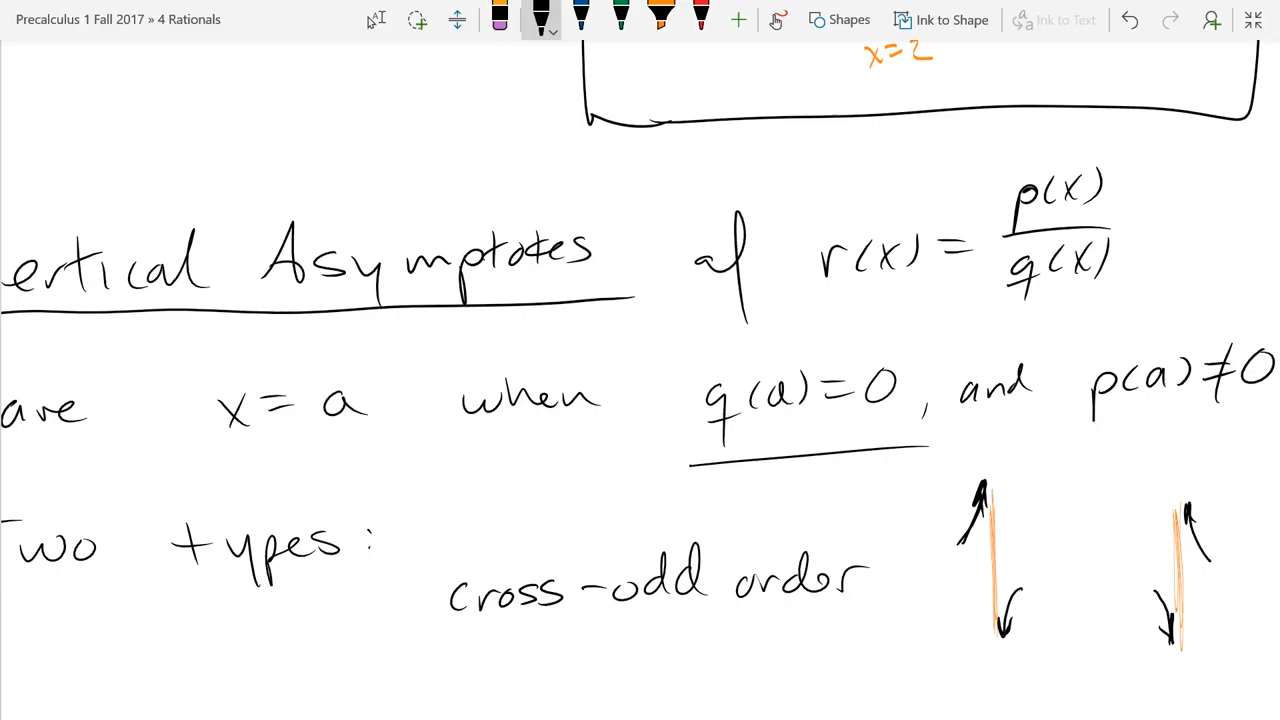 Precalculus 1 Fall 2017 » 4 Rationals
Shapes
Ink to Shape
Ink to Text
x=2
ertical Asymptotes of r(x) = p(x)/q(x)
are x = a when q(a)=0, and p(a)≠0
Two types:
cross-odd order